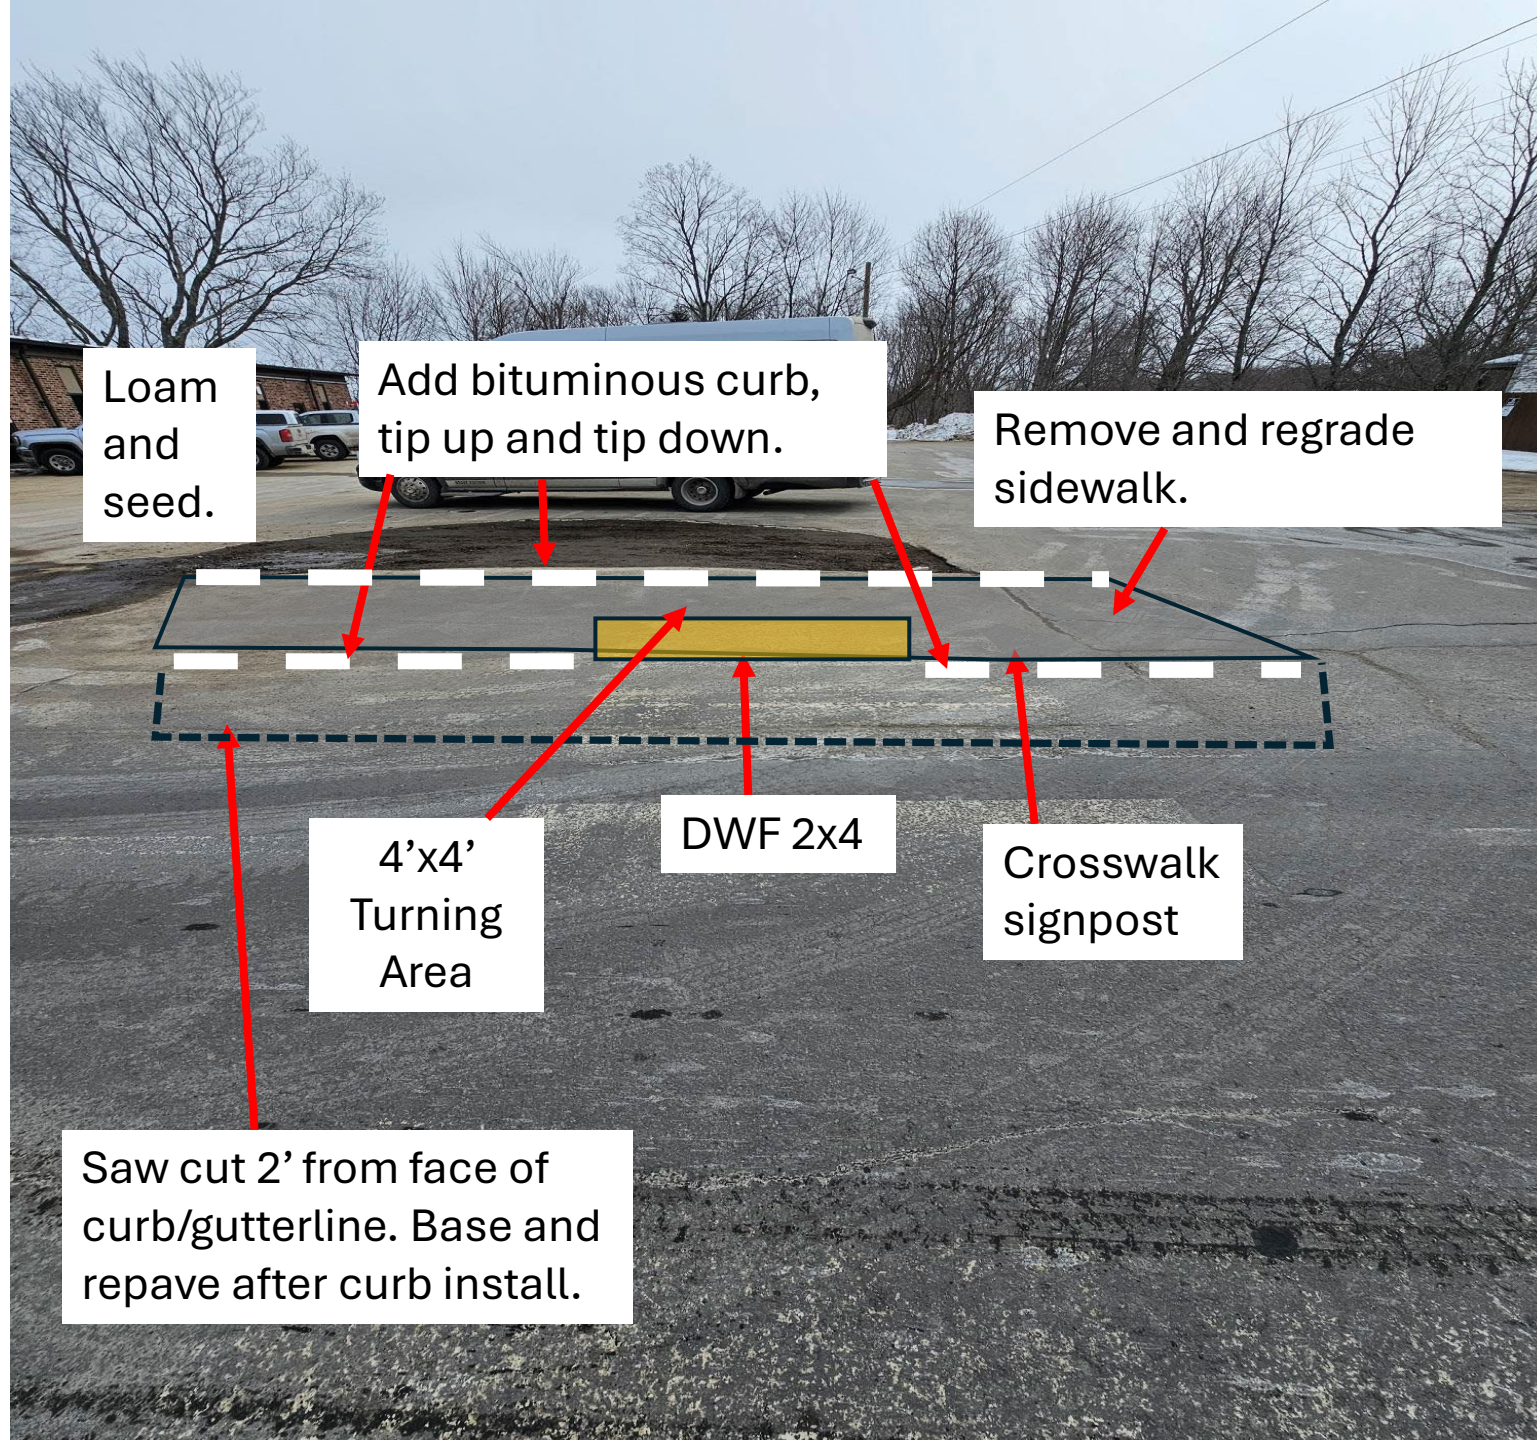 Loam
and
seed.
Add bituminous curb,
tip up and tip down.
Remove and regrade
sidewalk.
4’x4’
Turning
Area
DWF 2x4
Crosswalk
signpost
Saw cut 2’ from face of
curb/gutterline. Base and
repave after curb install.